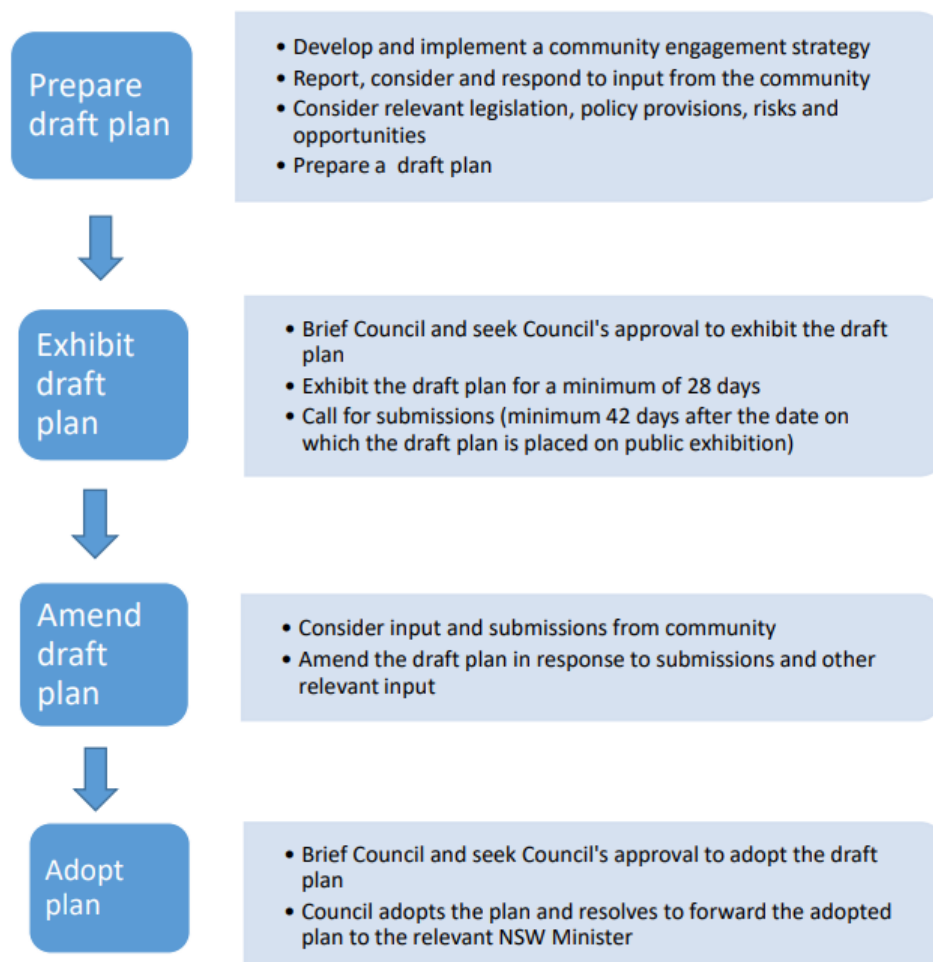 Prepare
draft plan
• Develop and implement a community engagement strategy
• Report, consider and respond to input from the community
• Consider relevant legislation, policy provisions, risks and
opportunities
• Prepare a draft plan
Exhibit
draft
plan
• Brief Council and seek Council's approval to exhibit the draft
plan
• Exhibit the draft plan for a minimum of 28 days
• Call for submissions (minimum 42 days after the date on
which the draft plan is placed on public exhibition)
Amend
draft
plan
• Consider input and submissions from community
• Amend the draft plan in response to submissions and other
relevant input
Adopt
plan
• Brief Council and seek Council's approval to adopt the draft
plan
• Council adopts the plan and resolves to forward the adopted
plan to the relevant NSW Minister